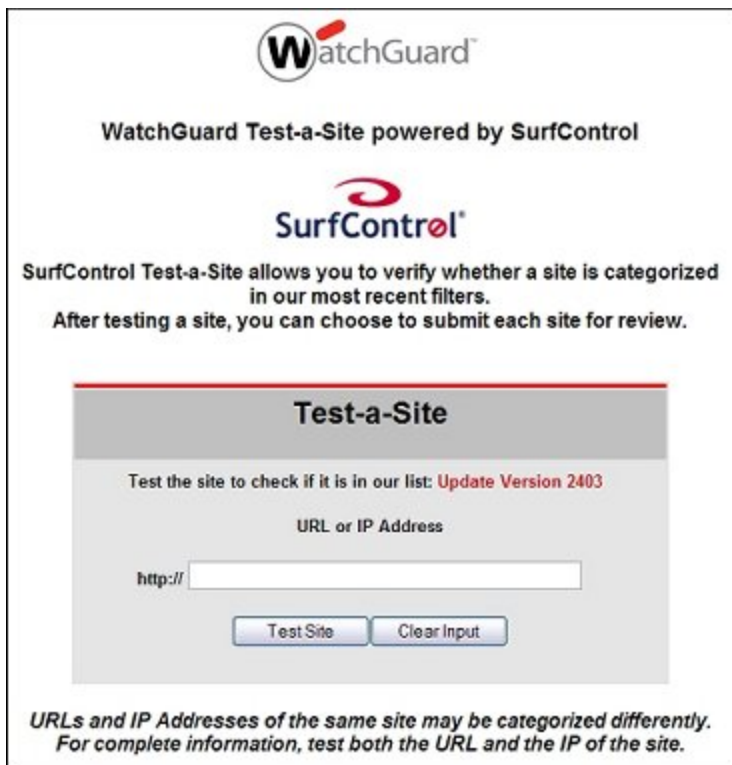 WatchGuard™
WatchGuard Test-a-Site powered by SurfControl
SurfControl®
SurfControl Test-a-Site allows you to verify whether a site is categorized
in our most recent filters.
After testing a site, you can choose to submit each site for review.
Test-a-Site
Test the site to check if it is in our list: Update Version 2403
URL or IP Address
http://
Test Site Clear Input
URLs and IP Addresses of the same site may be categorized differently.
For complete information, test both the URL and the IP of the site.